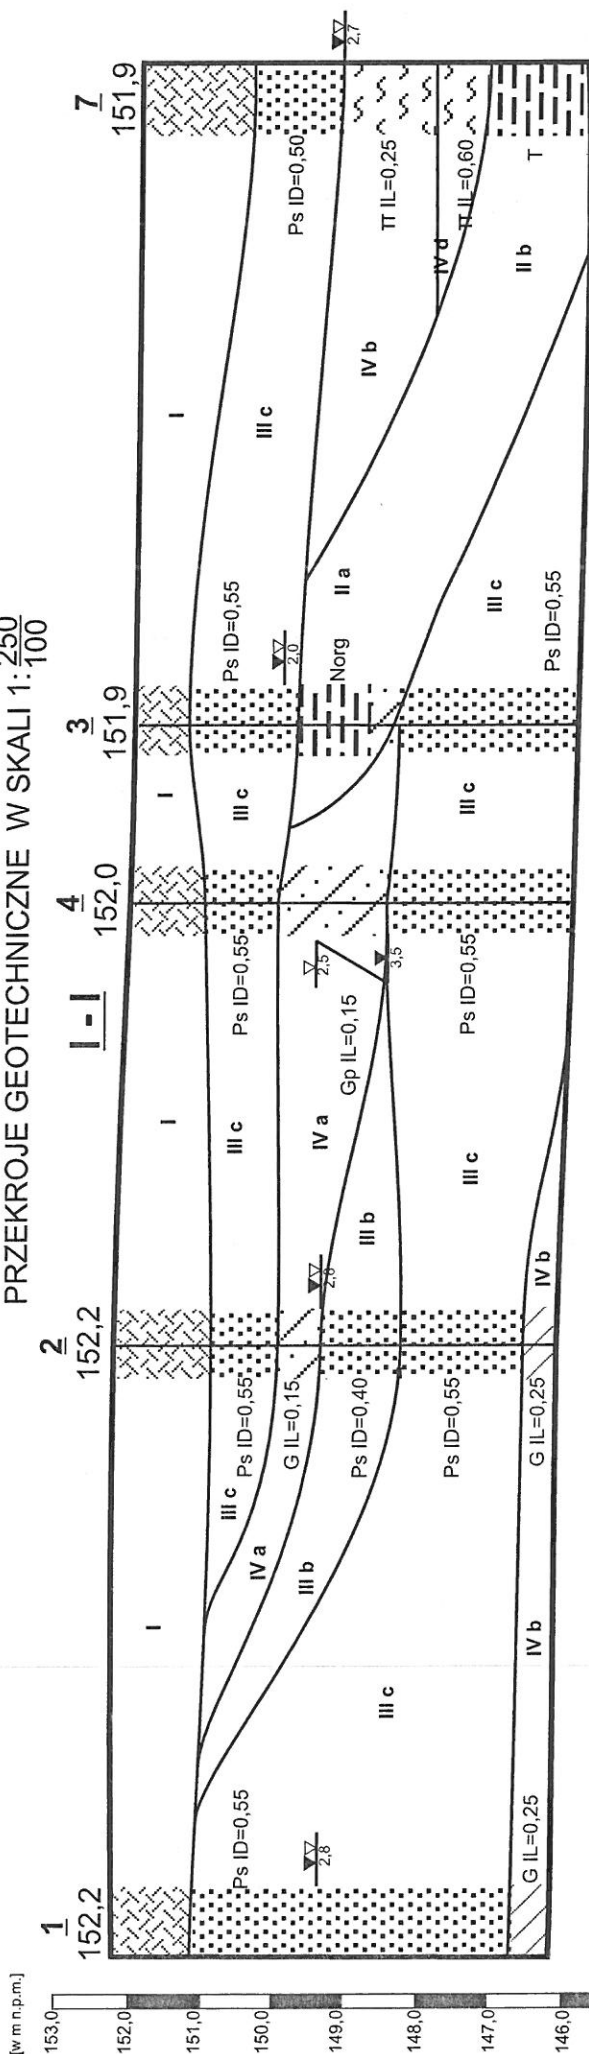 PRZEKROJE GEOTECHNICZNE W SKALI 1: 250
100
I - I
[w m n.p.m.]
153,0
152,0
151,0
150,0
149,0
148,0
147,0
146,0
1
152,2
2
152,2
4
152,0
3
151,9
7
151,9
I
I
I
I
Ps ID=0,55
2,8
III c
G IL=0,25
IV b
III c
IV a
III b
Ps ID=0,55
G IL=0,15
Ps ID=0,40
Ps ID=0,55
G IL=0,25
2,6
III c
IV a
III b
III c
IV b
Ps ID=0,55
2,5
Gp IL=0,15
3,5
Ps ID=0,55
III c
III c
Ps ID=0,55
2,0
Norg
II a
III c
Ps ID=0,55
III c
IV b
IV d
II b
Ps ID=0,50
2,7
π IL=0,25
π IL=0,60
T